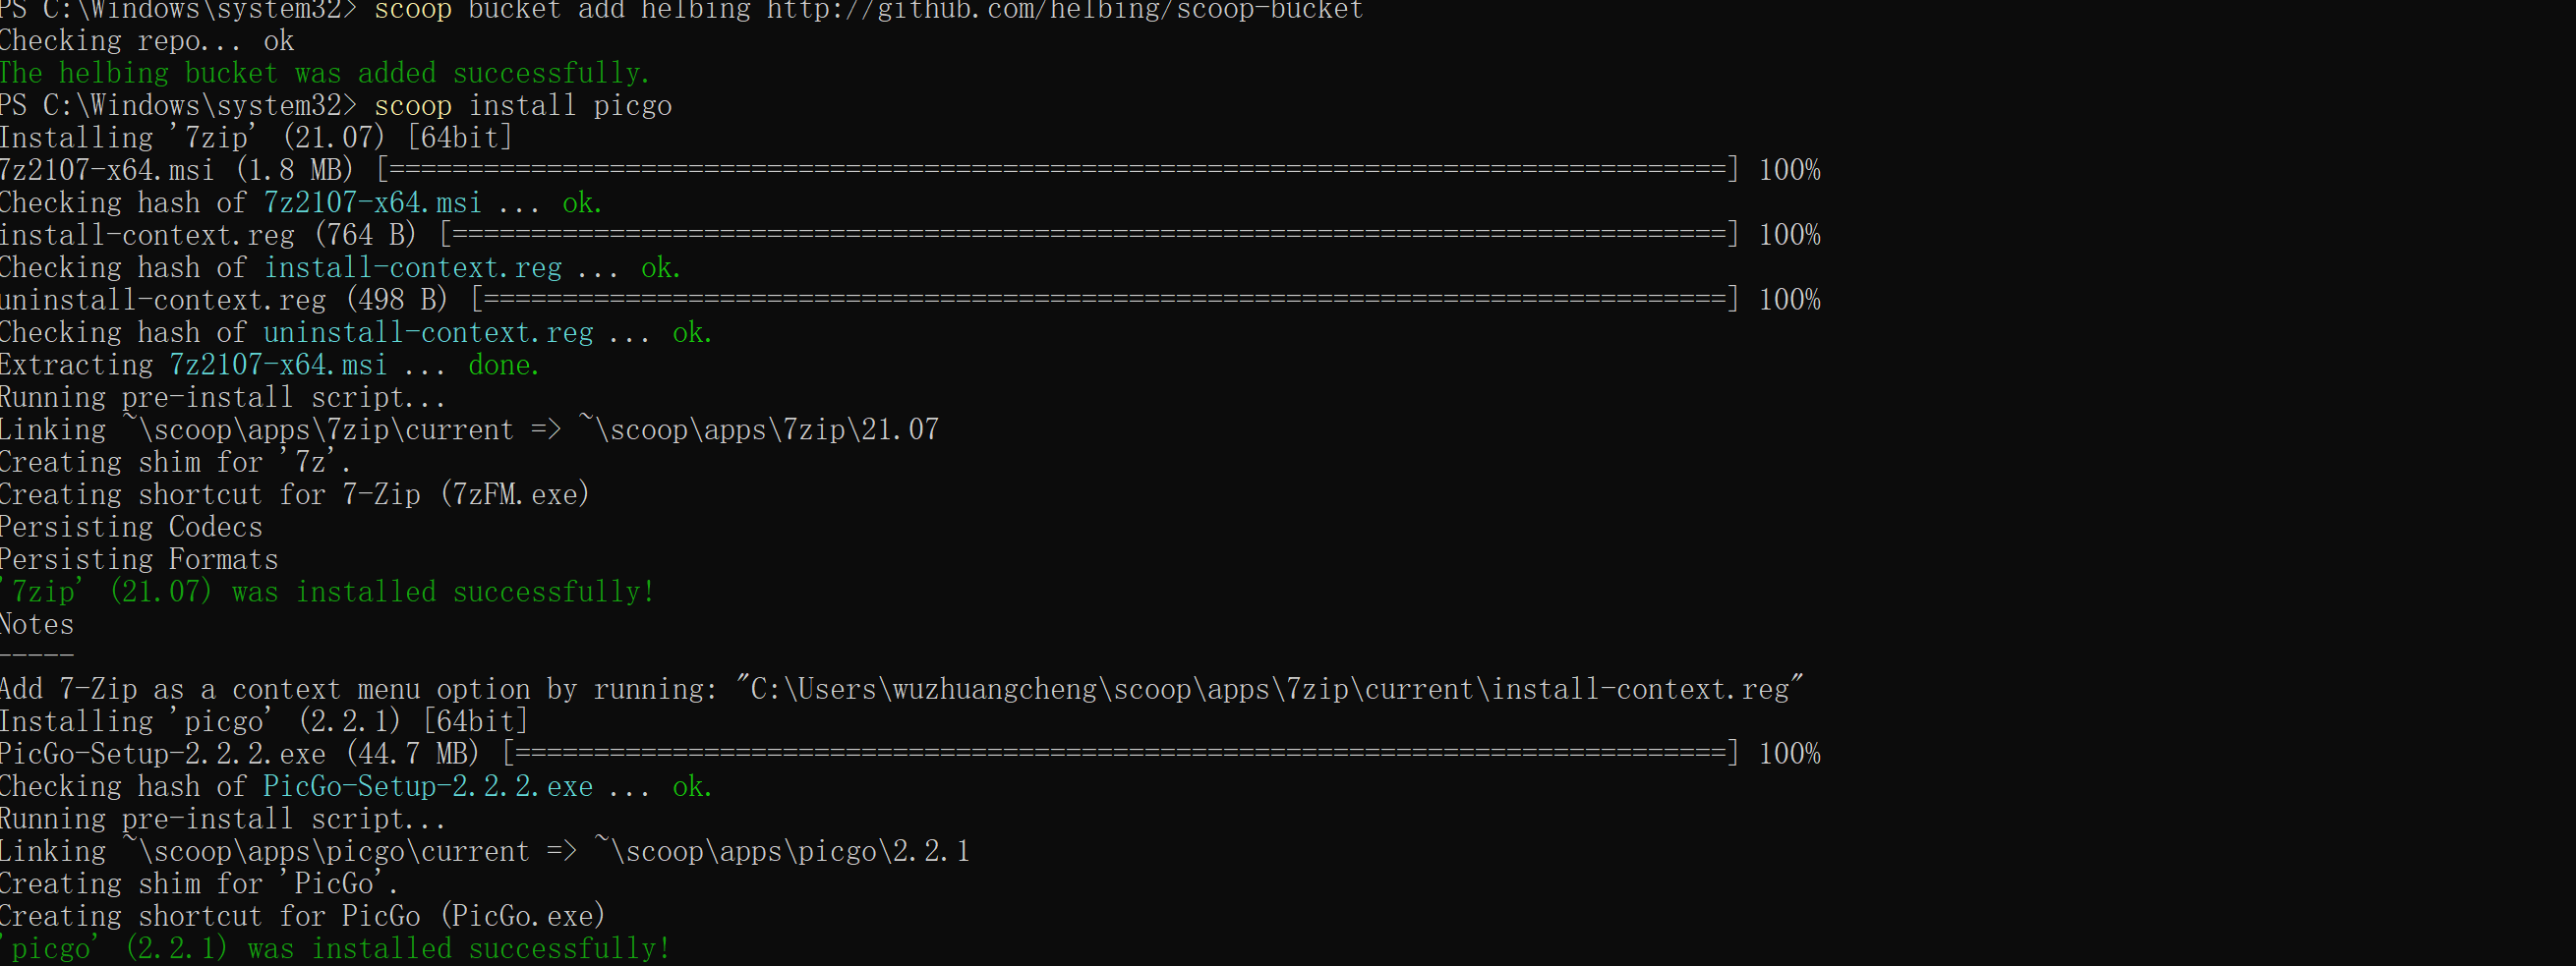 PS C:\Windows\system32> scoop bucket add helbing http://github.com/helbing/scoop-bucket
Checking repo... ok
The helbing bucket was added successfully.
PS C:\Windows\system32> scoop install picgo
Installing '7zip' (21.07) [64bit]
7z2107-x64.msi (1.8 MB) [=====================================================================================] 100%
Checking hash of 7z2107-x64.msi ... ok.
install-context.reg (764 B) [=================================================================================] 100%
Checking hash of install-context.reg ... ok.
uninstall-context.reg (498 B) [===============================================================================] 100%
Checking hash of uninstall-context.reg ... ok.
Extracting 7z2107-x64.msi ... done.
Running pre-install script...
Linking ~\scoop\apps\7zip\current => ~\scoop\apps\7zip\21.07
Creating shim for '7z'.
Creating shortcut for 7-Zip (7zFM.exe)
Persisting Codecs
Persisting Formats
'7zip' (21.07) was installed successfully!
Notes
-----
Add 7-Zip as a context menu option by running: "C:\Users\wuzhuangcheng\scoop\apps\7zip\current\install-context.reg"
Installing 'picgo' (2.2.1) [64bit]
PicGo-Setup-2.2.2.exe (44.7 MB) [=============================================================================] 100%
Checking hash of PicGo-Setup-2.2.2.exe ... ok.
Running pre-install script...
Linking ~\scoop\apps\picgo\current => ~\scoop\apps\picgo\2.2.1
Creating shim for 'PicGo'.
Creating shortcut for PicGo (PicGo.exe)
'picgo' (2.2.1) was installed successfully!